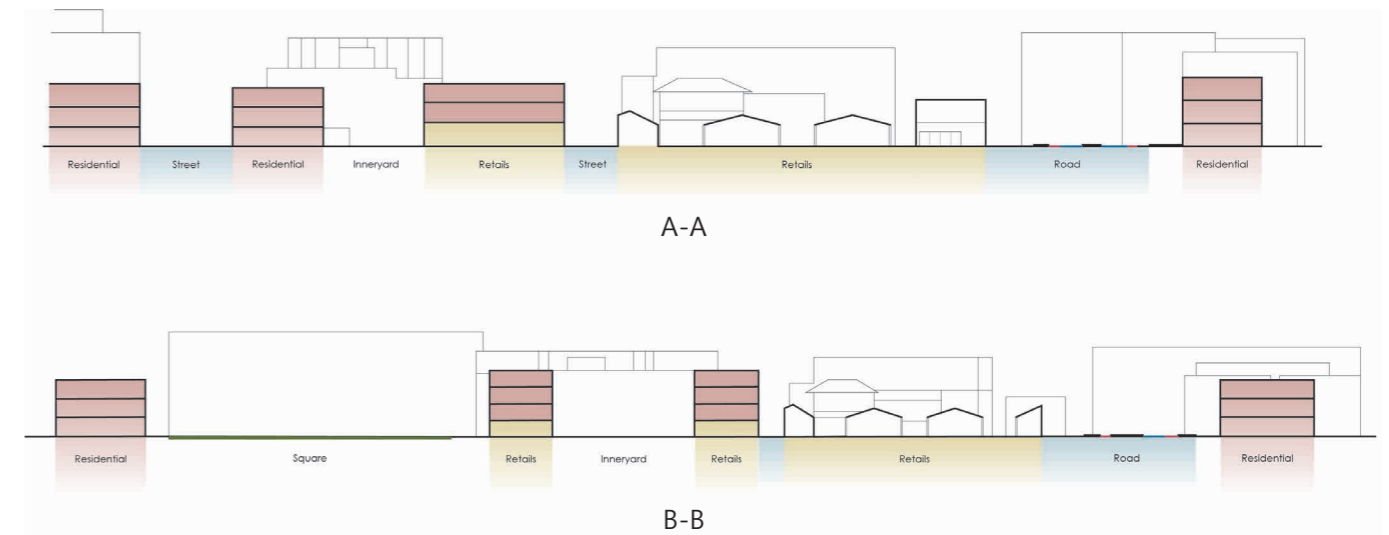 Residential Street Residential Inneryard Retails Street Retails Road Residential
A-A
Residential Square Retails Inneryard Retails Retails Road Residential
B-B